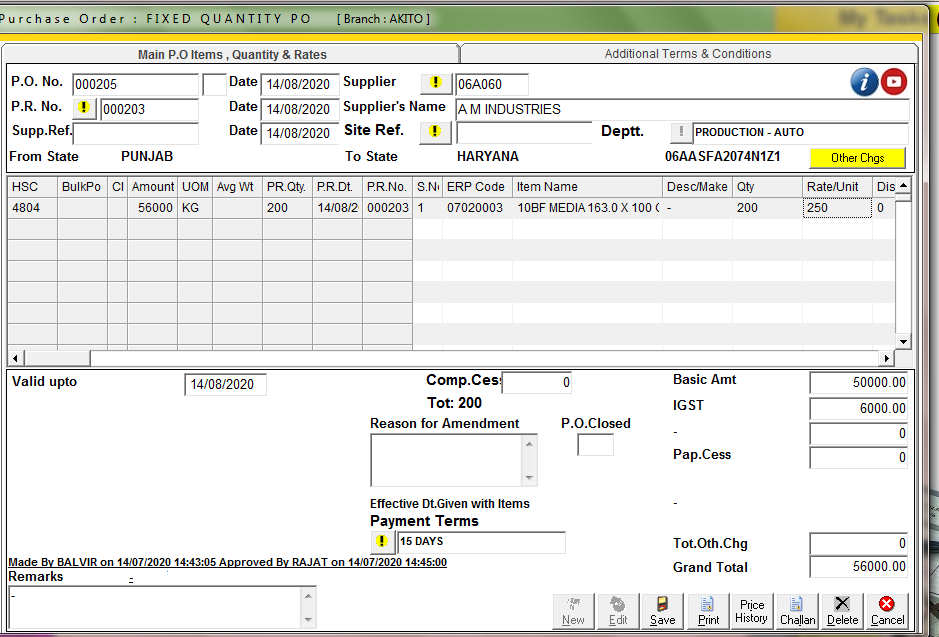 Purchase Order : FIXED QUANTITY PO [ Branch : AKITO ]
My Tasks
Main P.O Items , Quantity & Rates
Additional Terms & Conditions
P.O. No. 000205 Date 14/08/2020 Supplier 06A060
P.R. No. 000203 Date 14/08/2020 Supplier's Name A M INDUSTRIES
Supp.Ref. Date 14/08/2020 Site Ref. Deptt. PRODUCTION - AUTO
From State PUNJAB To State HARYANA 06AASFA2074N1Z1 Other Chgs
HSC BulkPo Cl Amount UOM Avg Wt PR.Qty. P.R.Dt. P.R.No. S.N ERP Code Item Name Desc/Make Qty Rate/Unit Dis
4804 56000 KG 200 14/08/2 000203 1 07020003 10BF MEDIA 163.0 X 100 - 200 250 0
Valid upto 14/08/2020 Comp.Cess 0 Basic Amt 50000.00
Tot: 200
IGST 6000.00
Reason for Amendment P.O.Closed
- 0
Pap.Cess 0
Effective Dt.Given with Items -
Payment Terms
15 DAYS
Tot.Oth.Chg 0
Made By BALVIR on 14/07/2020 14:43:05 Approved By RAJAT on 14/07/2020 14:45:00
Grand Total 56000.00
Remarks -
-
New Edit Save Print Price History Challan Delete Cancel